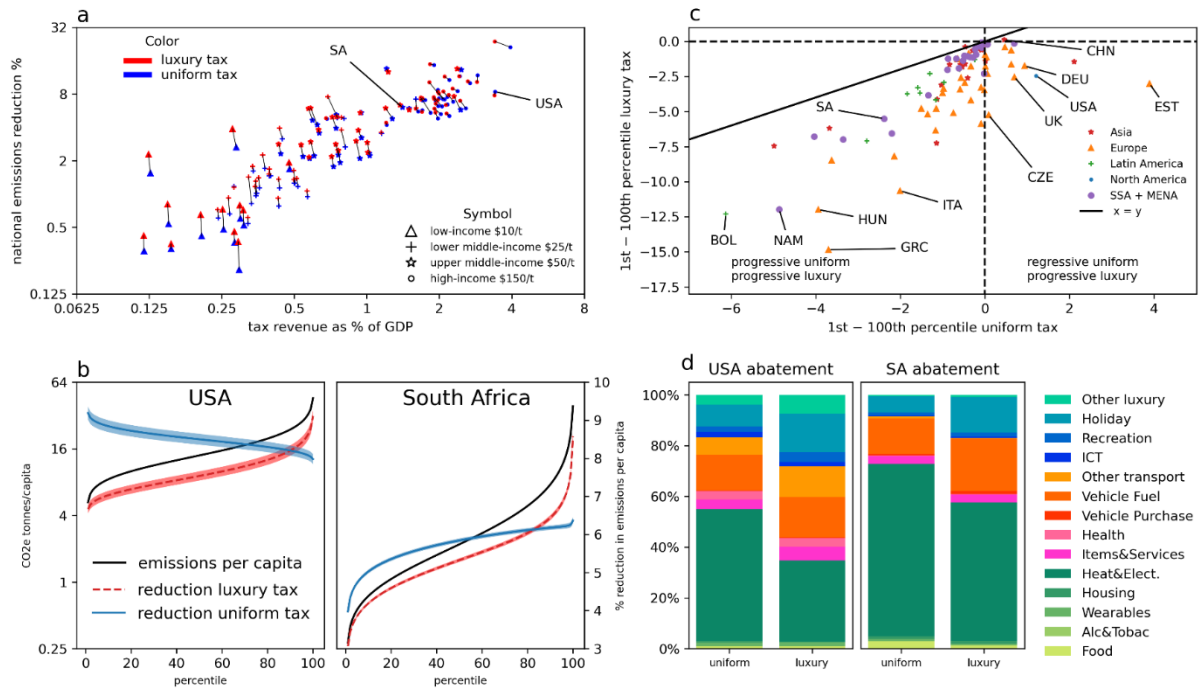 a
32
8
2
0.5
0.125
0.0625
0.125
0.25
0.5
1
2
4
8
national emissions reduction %
tax revenue as % of GDP
Color
luxury tax
uniform tax
SA
USA
Symbol
low-income $10/t
lower middle-income $25/t
upper middle-income $50/t
high-income $150/t
c
0.0
−2.5
−5.0
−7.5
−10.0
−12.5
−15.0
−17.5
−6
−4
−2
0
2
4
1st − 100th percentile luxury tax
1st − 100th percentile uniform tax
CHN
DEU
USA
EST
UK
SA
CZE
ITA
HUN
GRC
NAM
BOL
Asia
Europe
Latin America
North America
SSA + MENA
x = y
progressive uniform
progressive luxury
regressive uniform
progressive luxury
b
USA
South Africa
64
16
4
1
0.25
CO2e tonnes/capita
0
20
40
60
80
100
percentile
0
20
40
60
80
100
percentile
10
9
8
7
6
5
4
3
% reduction in emissions per capita
emissions per capita
reduction luxury tax
reduction uniform tax
d
USA abatement
SA abatement
100%
80%
60%
40%
20%
0%
uniform
luxury
uniform
luxury
Other luxury
Holiday
Recreation
ICT
Other transport
Vehicle Fuel
Vehicle Purchase
Health
Items&Services
Heat&Elect.
Housing
Wearables
Alc&Tobac
Food